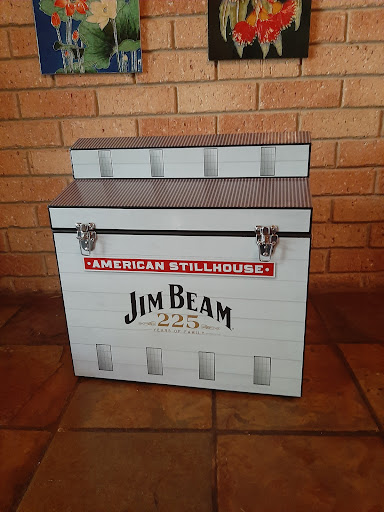 • AMERICAN STILLHOUSE •
JIM BEAM
225
YEARS OF FAMILY